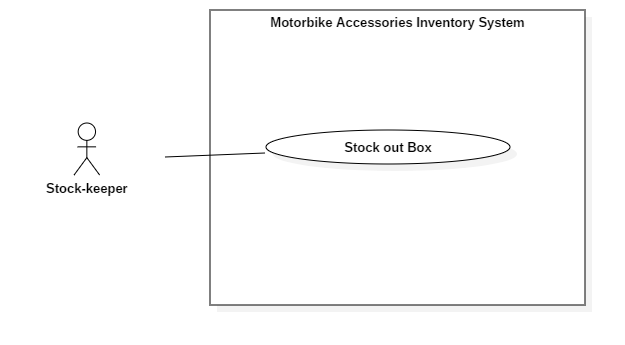 Motorbike Accessories Inventory System
Stock out Box
Stock-keeper